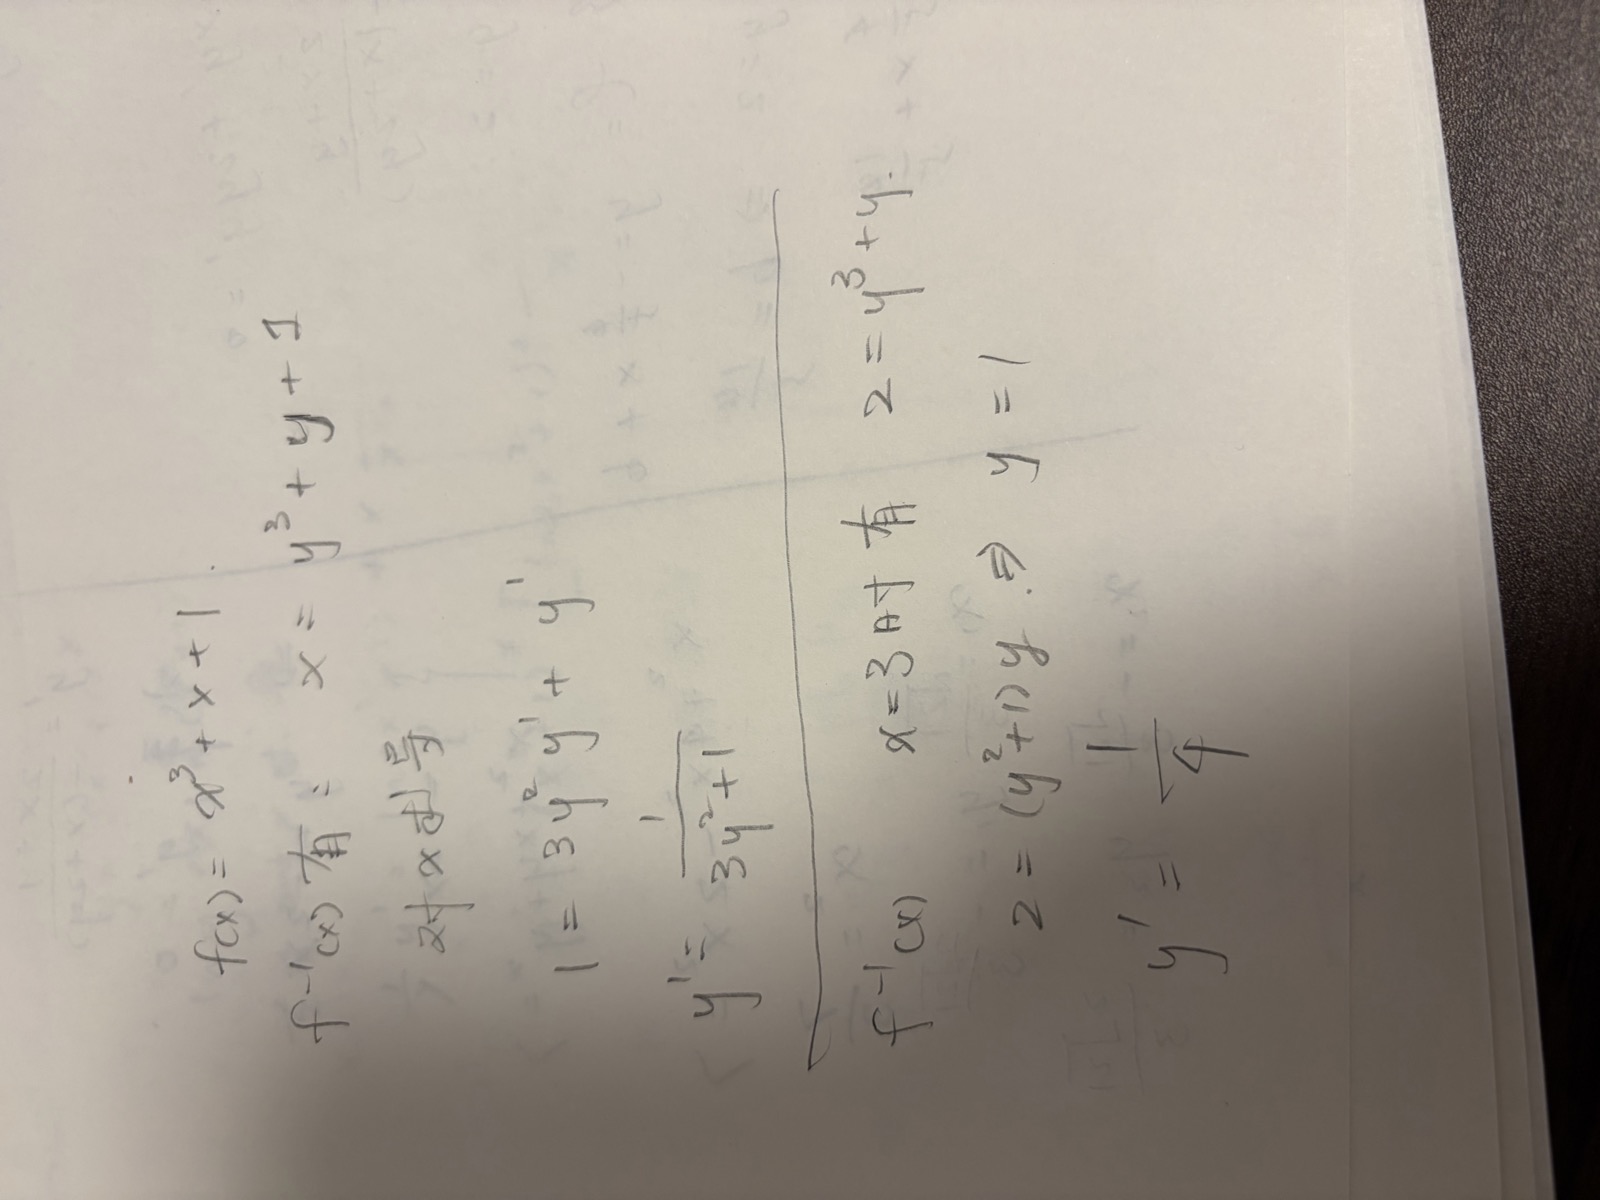 f(x) = x³ + x + 1.
f⁻¹(x) 有: x = y³ + y + 1
对 x 求导
1 = 3y² y' + y'
y' = 1/(3y²+1)
f⁻¹(x) x=3时有 2 = y³ + y.
2 = (y²+1)y. ⇒ y = 1
y' = 1/4